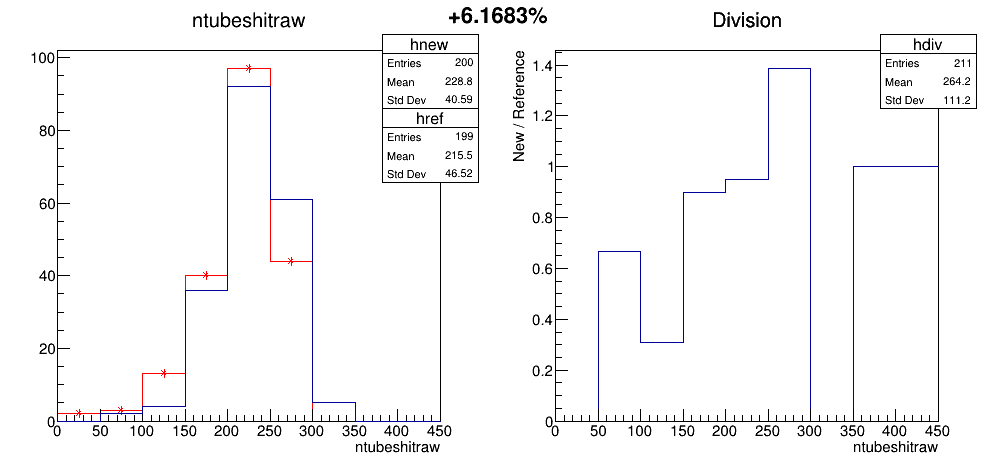 +6.1683%
ntubeshitraw
hnew
Entries 200
Mean 228.8
Std Dev 40.59
href
Entries 199
Mean 215.5
Std Dev 46.52
100
80
60
40
20
0
0 50 100 150 200 250 300 350 400 450
ntubeshitraw
Division
hdiv
Entries 211
Mean 264.2
Std Dev 111.2
New / Reference
1.4
1.2
1
0.8
0.6
0.4
0.2
0
0 50 100 150 200 250 300 350 400 450
ntubeshitraw